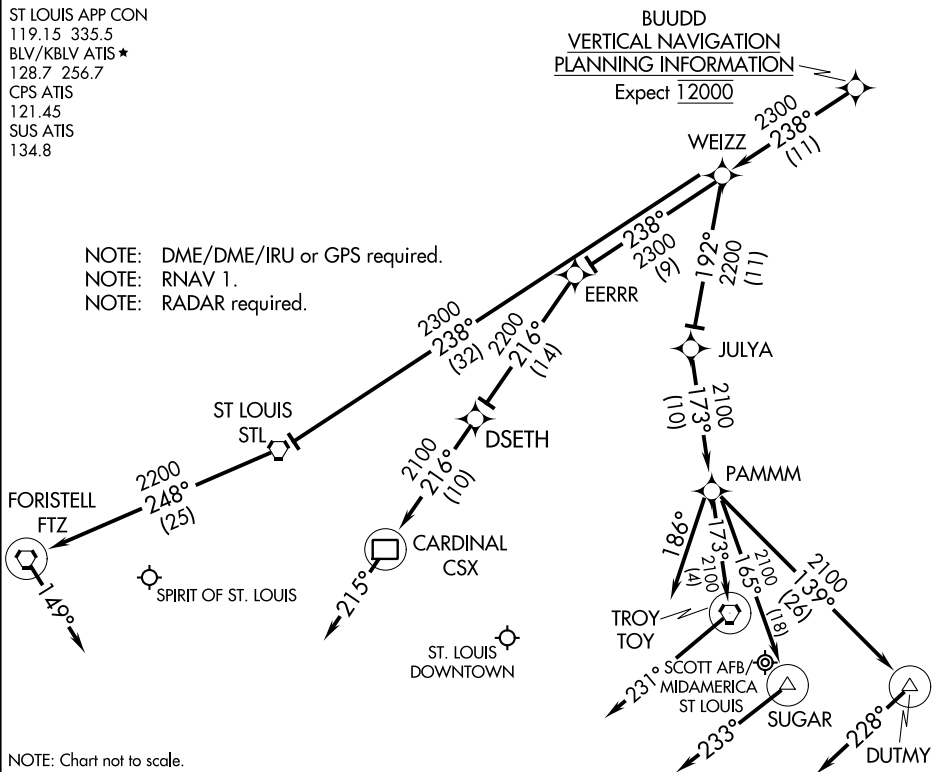 ST LOUIS APP CON
119.15 335.5
BLV/KBLV ATIS★
128.7 256.7
CPS ATIS
121.45
SUS ATIS
134.8
BUUDD
VERTICAL NAVIGATION
PLANNING INFORMATION
Expect 12000
2300
238°
(11)
WEIZZ
NOTE: DME/DME/IRU or GPS required.
NOTE: RNAV 1.
NOTE: RADAR required.
238°
2300
(9)
192°
2200
(11)
EERRR
2300
238°
(32)
2200
216°
(14)
JULYA
2100
173°
(10)
ST LOUIS
STL
DSETH
2200
248°
(25)
2100
216°
(10)
PAMMM
FORISTELL
FTZ
149°
SPIRIT OF ST. LOUIS
CARDINAL
CSX
215°
186°
173°
2100
(4)
2100
165°
(18)
2100
139°
(26)
TROY
TOY
231°
ST. LOUIS
DOWNTOWN
SCOTT AFB/
MIDAMERICA
ST LOUIS
SUGAR
233°
DUTMY
228°
NOTE: Chart not to scale.